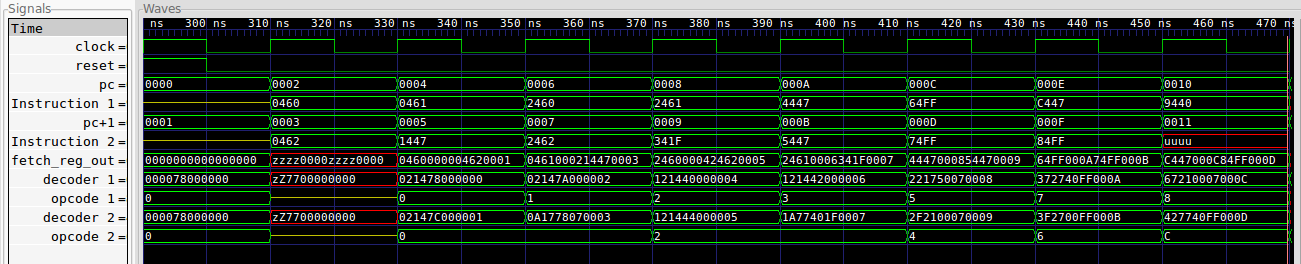 Signals Waves
Time ns 300 ns 310 ns 320 ns 330 ns 340 ns 350 ns 360 ns 370 ns 380 ns 390 ns 400 ns 410 ns 420 ns 430 ns 440 ns 450 ns 460 ns 470 ns
clock =
reset =
pc = 0000 0002 0004 0006 0008 000A 000C 000E 0010
Instruction 1 = 0460 0461 2460 2461 4447 64FF C447 9440
pc+1 = 0001 0003 0005 0007 0009 000B 000D 000F 0011
Instruction 2 = 0462 1447 2462 341F 5447 74FF 84FF uuuu
fetch_reg_out = 0000000000000000 zzzz0000zzzz0000 0460000004620001 0461000214470003 2460000424620005 24610006341F0007 4447000854470009 64FF000A74FF000B C447000C84FF000D
decoder 1 = 000078000000 zZ7700000000 021478000000 02147A000002 121440000004 121442000006 221750070008 372740FF000A 67210007000C
opcode 1 = 0 0 1 2 3 5 7 8
decoder 2 = 000078000000 zZ7700000000 02147C000001 0A1778070003 121444000005 1A77401F0007 2F2100070009 3F2700FF000B 427740FF000D
opcode 2 = 0 0 2 4 6 C